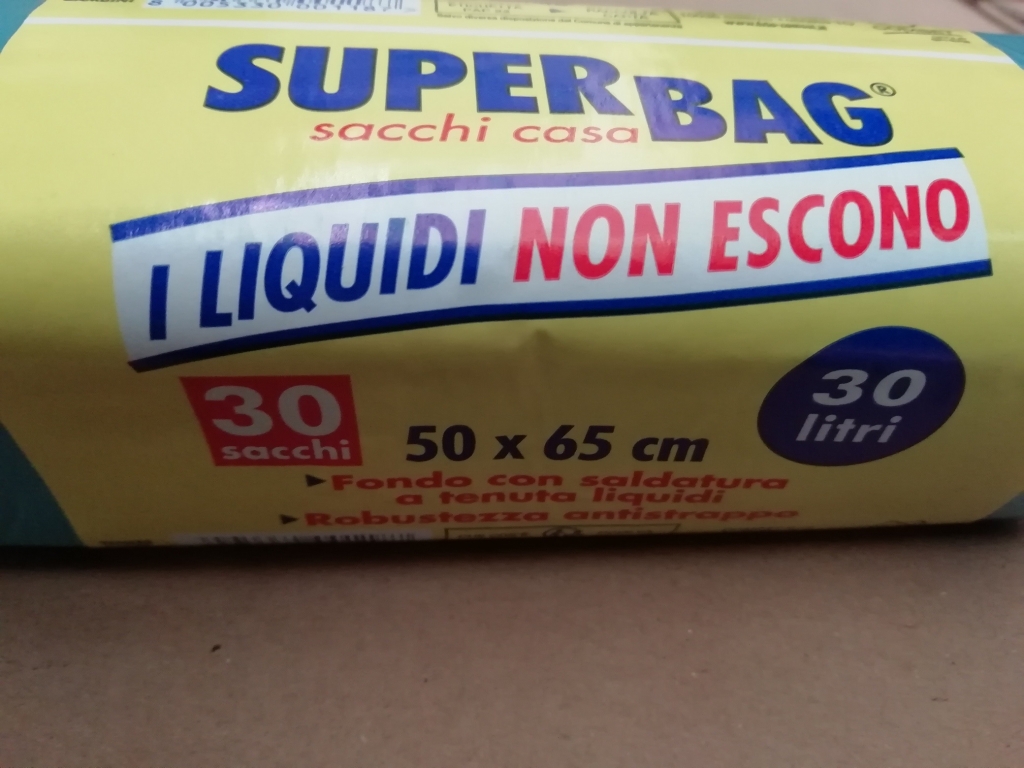 SUPERBAG®
sacchi casa
I LIQUIDI NON ESCONO
30
sacchi
50 x 65 cm
30
litri
Fondo con saldatura
a tenuta liquidi
Robustezza antistrappo